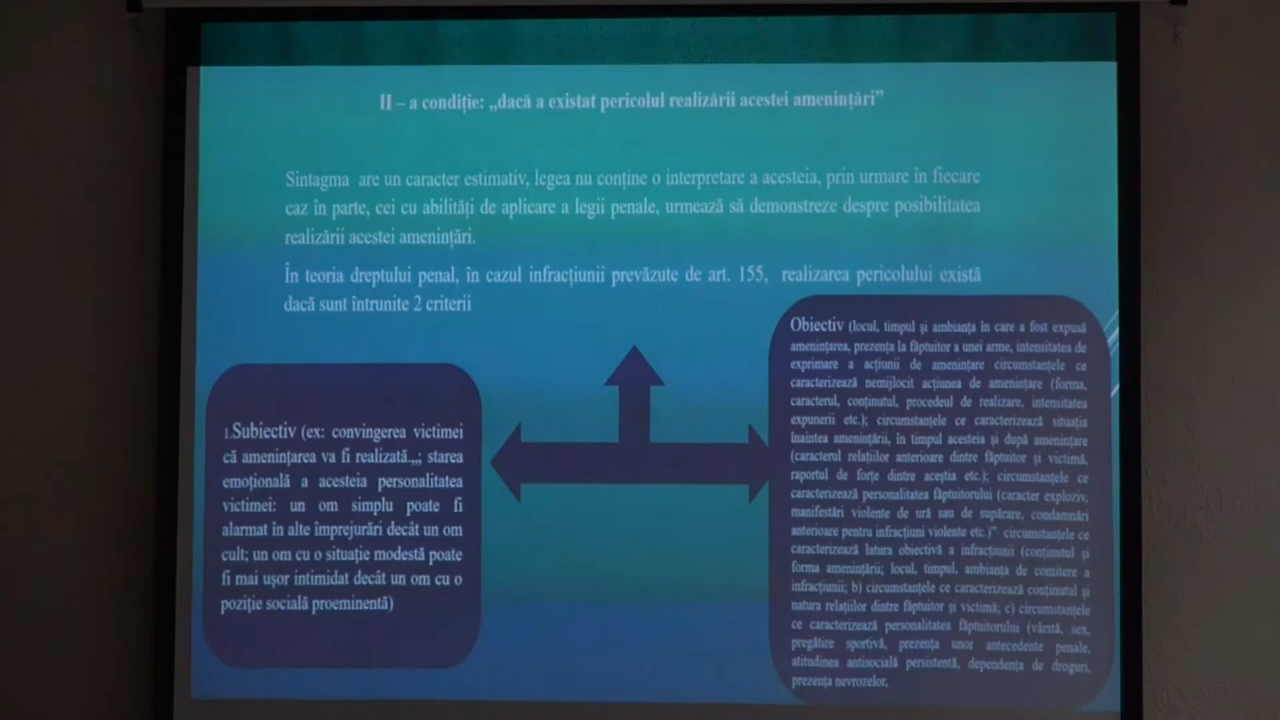 II – a condiție: „dacă a existat pericolul realizării acestei amenințări”
Sintagma are un caracter estimativ, legea nu conține o interpretare a acesteia, prin urmare în fiecare
caz în parte, cei cu abilități de aplicare a legii penale, urmează să demonstreze despre posibilitatea
realizării acestei amenințări.
În teoria dreptului penal, în cazul infracțiunii prevăzute de art. 155, realizarea pericolului există
dacă sunt întrunite 2 criterii
1.Subiectiv (ex: convingerea victimei
că amenințarea va fi realizată.,,; starea
emoțională a acesteia personalitatea
victimei: un om simplu poate fi
alarmat în alte împrejurări decât un om
cult; un om cu o situație modestă poate
fi mai ușor intimidat decât un om cu o
poziție socială proeminentă)
Obiectiv (locul, timpul și ambianța în care a fost expusă
amenințarea, prezența la făptuitor a unei arme, intensitatea de
exprimare a acțiunii de amenințare circumstanțele ce
caracterizează nemijlocit acțiunea de amenințare (forma,
caracterul, conținutul, procedeul de realizare, intensitatea
expunerii etc.); circumstanțele ce caracterizează situația
înaintea amenințării, în timpul acesteia și după amenințare
(caracterul relațiilor anterioare dintre făptuitor și victimă,
raportul de forțe dintre aceștia etc.); circumstanțele ce
caracterizează personalitatea făptuitorului (caracter exploziv,
manifestări violente de ură sau de supărare, condamnări
anterioare pentru infracțiuni violente etc.)” circumstanțele ce
caracterizează latura obiectivă a infracțiunii (conținutul și
forma amenințării; locul, timpul, ambianța de comitere a
infracțiunii; b) circumstanțele ce caracterizează conținutul și
natura relațiilor dintre făptuitor și victimă; c) circumstanțele
ce caracterizează personalitatea făptuitorului (vârstă, sex,
pregătire sportivă, prezența unor antecedente penale,
atitudinea antisocială persistentă, dependența de droguri,
prezența nevrozelor,